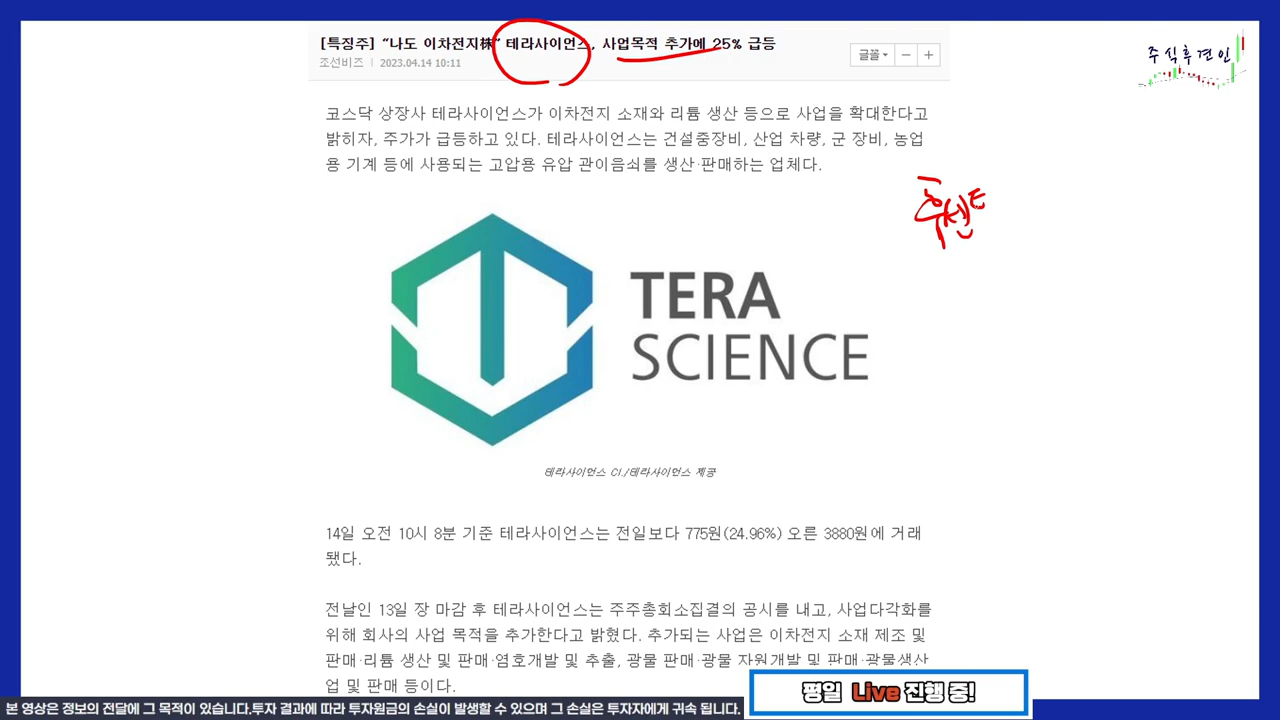 [특징주] “나도 이차전지株” 테라사이언스, 사업목적 추가에 25% 급등
조선비즈 | 2023.04.14 10:11
글꼴 − +
주식후견인
코스닥 상장사 테라사이언스가 이차전지 소재와 리튬 생산 등으로 사업을 확대한다고
밝히자, 주가가 급등하고 있다. 테라사이언스는 건설중장비, 산업 차량, 군 장비, 농업
용 기계 등에 사용되는 고압용 유압 관이음쇠를 생산·판매하는 업체다.
TERA
SCIENCE
테라사이언스 CI./테라사이언스 제공
14일 오전 10시 8분 기준 테라사이언스는 전일보다 775원(24.96%) 오른 3880원에 거래
됐다.
전날인 13일 장 마감 후 테라사이언스는 주주총회소집결의 공시를 내고, 사업다각화를
위해 회사의 사업 목적을 추가한다고 밝혔다. 추가되는 사업은 이차전지 소재 제조 및
판매·리튬 생산 및 판매·염호개발 및 추출, 광물 판매·광물 자원개발 및 판매·광물생산
업 및 판매 등이다.
평일 Live 진행 중!
본 영상은 정보의 전달에 그 목적이 있습니다.투자 결과에 따라 투자원금의 손실이 발생할 수 있으며 그 손실은 투자자에게 귀속 됩니다.